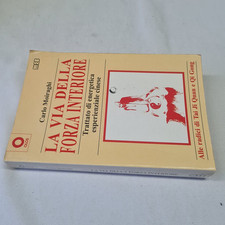 Carlo Moiraghi
LA VIA DELLA
FORZA INTERIORE
Trattato di energetica
esperienziale cinese
Alle radici di Tai Ji Quan e Qi Gong